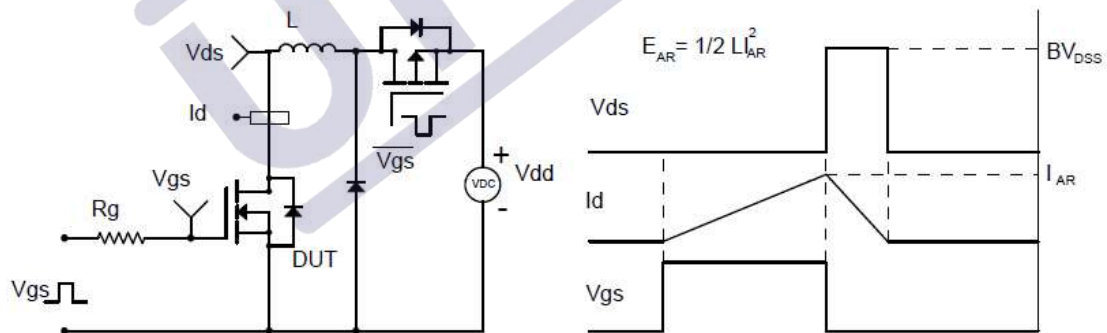 L
Vds
Id
Vgs
Rg
Vgs
DUT
Vgs
+
VDC
-
Vdd
E_AR = 1/2 LI_AR^2
BV_DSS
Vds
I_AR
Id
Vgs